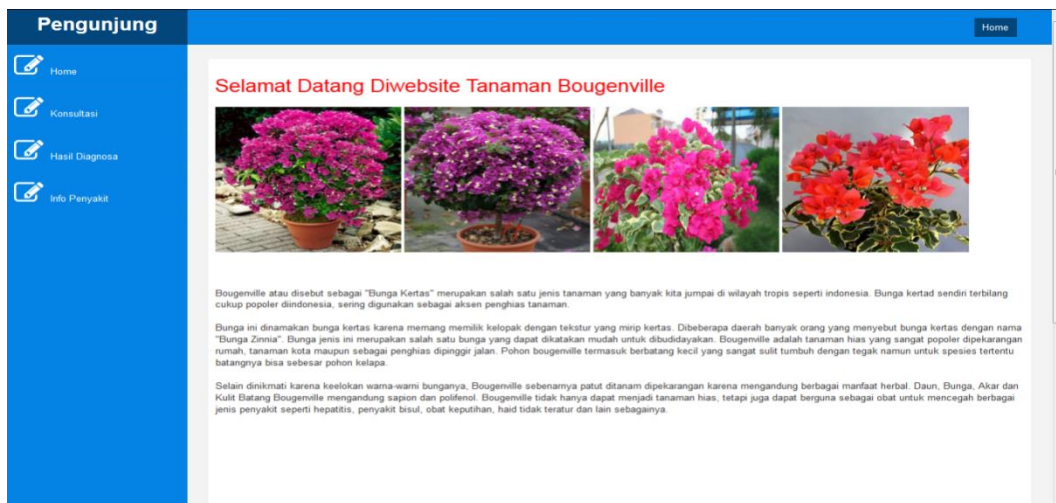 Pengunjung
Home
Home
Konsultasi
Hasil Diagnosa
Info Penyakit
Selamat Datang Diwebsite Tanaman Bougenville
Bougenville atau disebut sebagai "Bunga Kertas" merupakan salah satu jenis tanaman yang banyak kita jumpai di wilayah tropis seperti indonesia. Bunga kertad sendiri terbilang
cukup popoler diindonesia, sering digunakan sebagai aksen penghias tanaman.
Bunga ini dinamakan bunga kertas karena memang memilik kelopak dengan tekstur yang mirip kertas. Dibeberapa daerah banyak orang yang menyebut bunga kertas dengan nama
"Bunga Zinnia". Bunga jenis ini merupakan salah satu bunga yang dapat dikatakan mudah untuk dibudidayakan. Bougenville adalah tanaman hias yang sangat popoler dipekarangan
rumah, tanaman kota maupun sebagai penghias dipinggir jalan. Pohon bougenville termasuk berbatang kecil yang sangat sulit tumbuh dengan tegak namun untuk spesies tertentu
batangnya bisa sebesar pohon kelapa.
Selain dinikmati karena keelokan warna-warni bunganya, Bougenville sebenarnya patut ditanam dipekarangan karena mengandung berbagai manfaat herbal. Daun, Bunga, Akar dan
Kulit Batang Bougenville mengandung sapion dan polifenol. Bougenville tidak hanya dapat menjadi tanaman hias, tetapi juga dapat berguna sebagai obat untuk mencegah berbagai
jenis penyakit seperti hepatitis, penyakit bisul, obat keputihan, haid tidak teratur dan lain sebagainya.